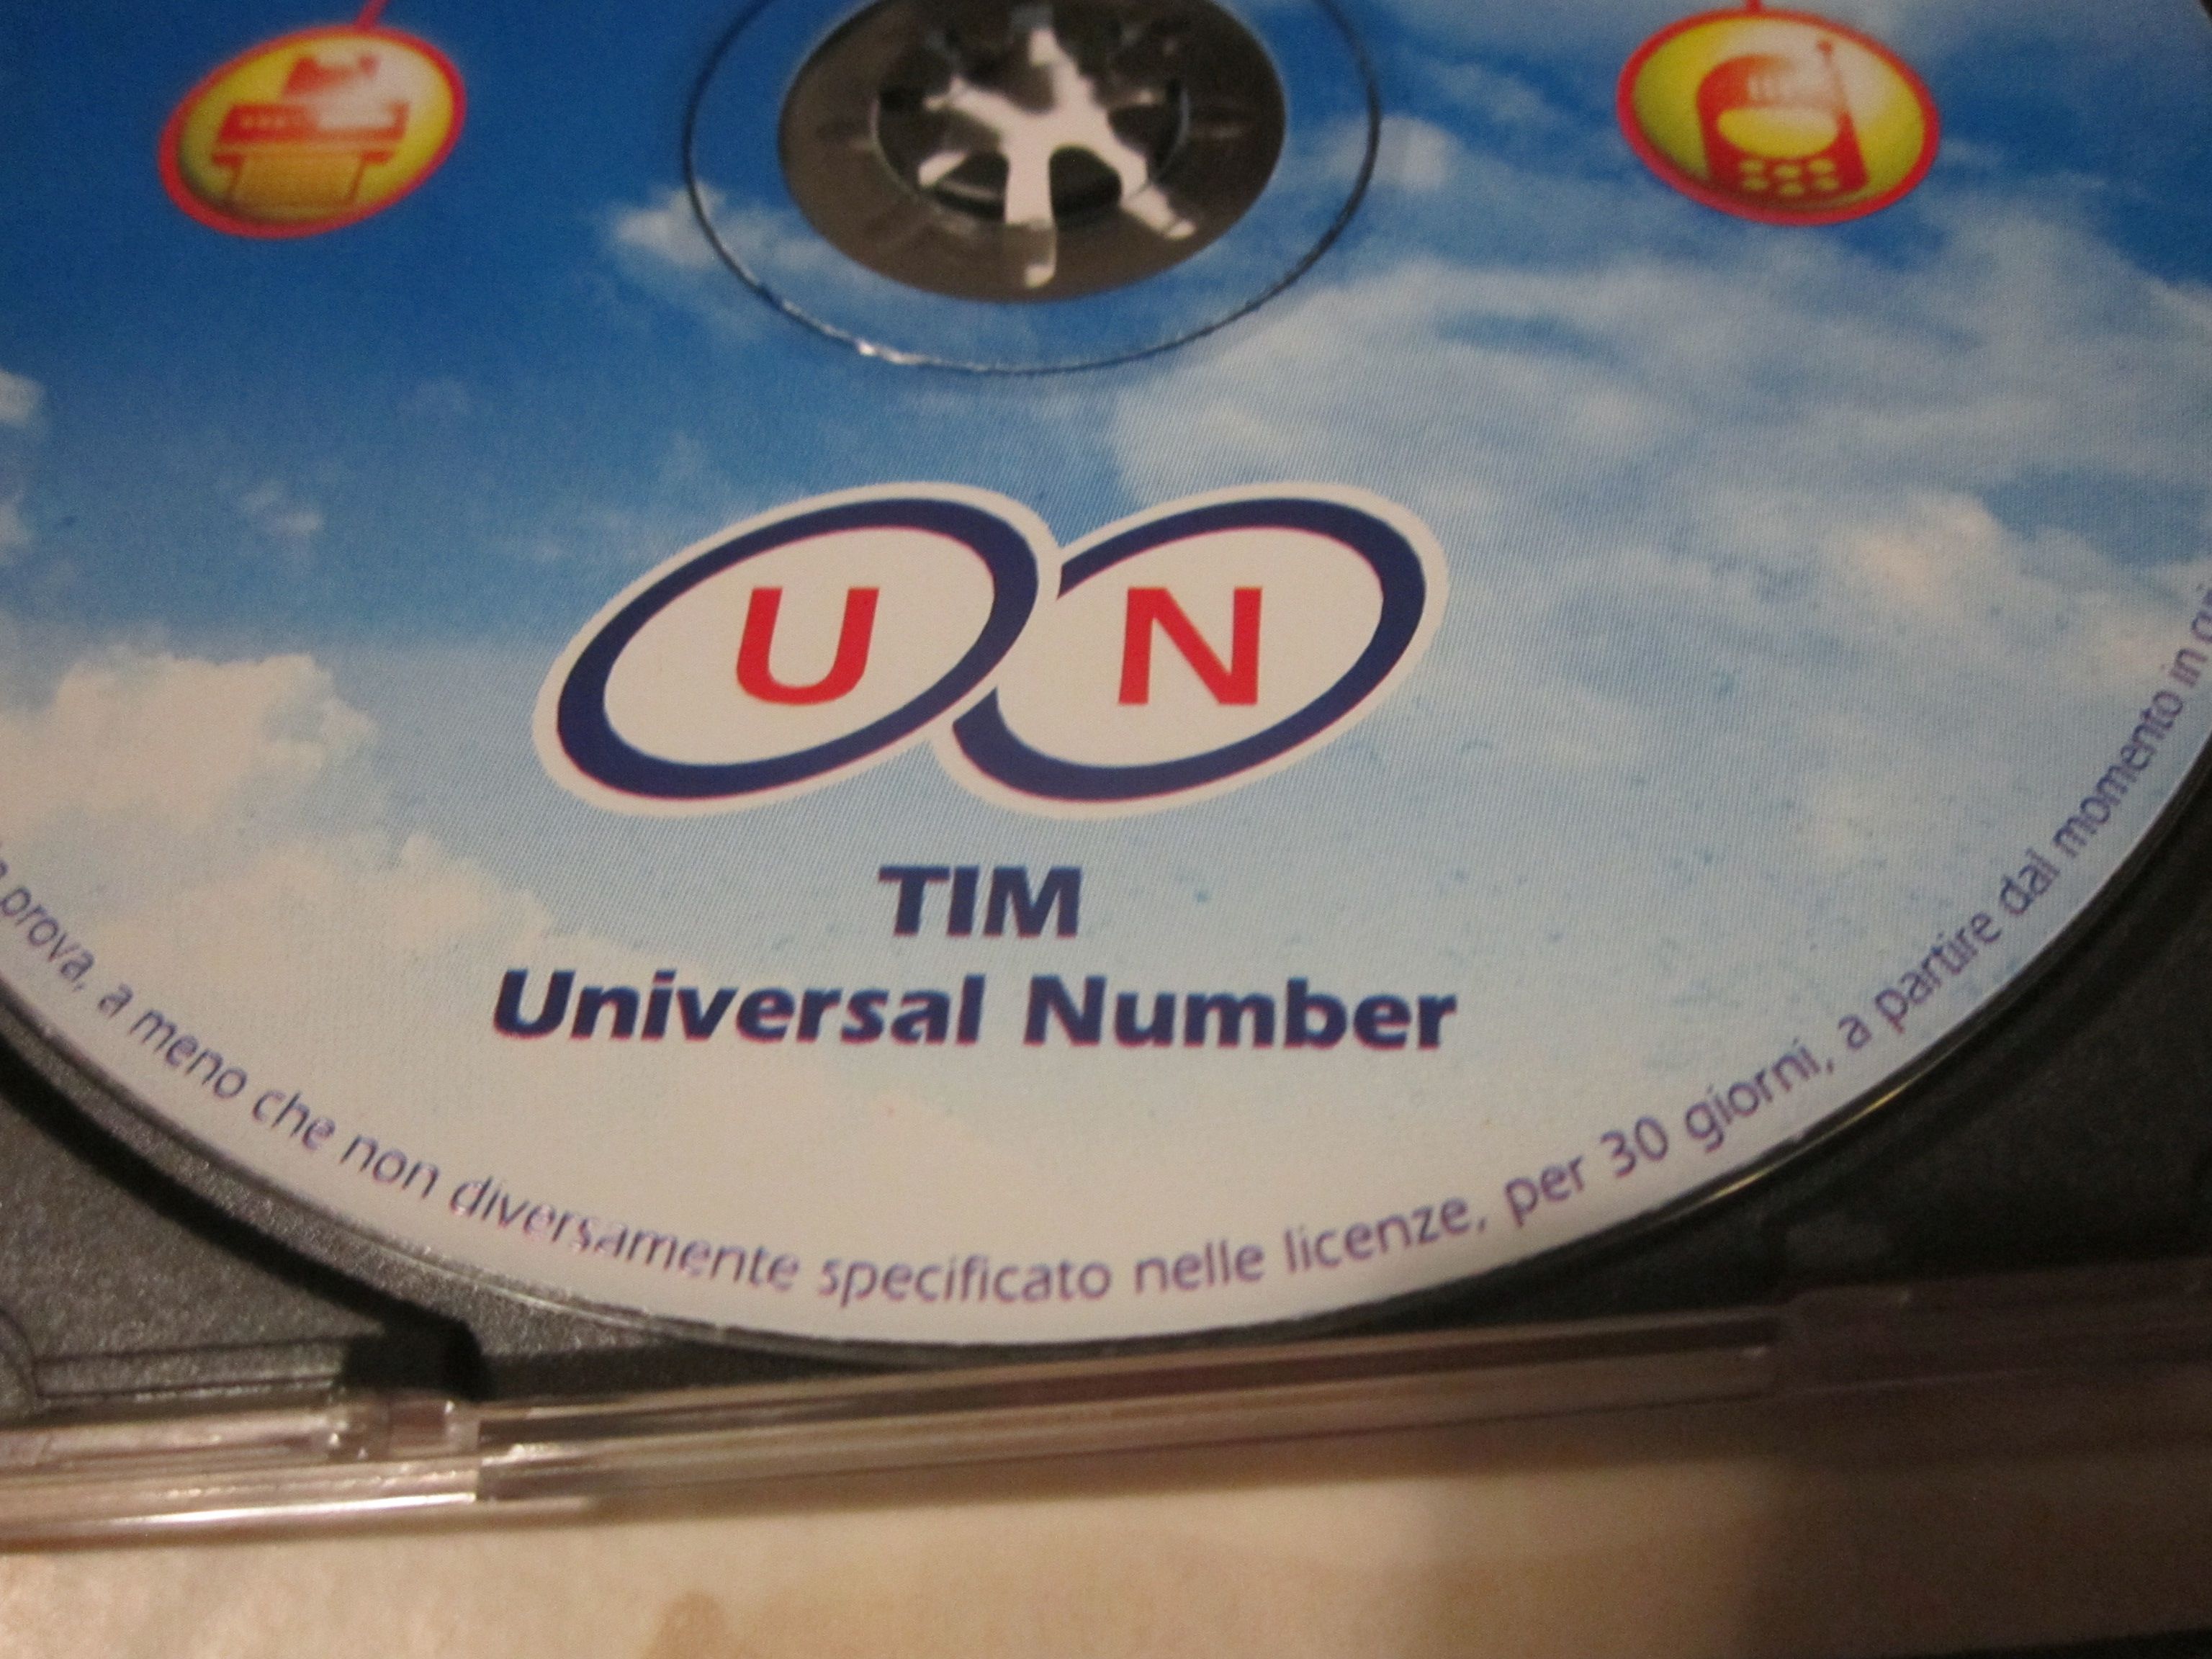 U N
TIM
Universal Number
prova, a meno che non diversamente specificato nelle licenze, per 30 giorni, a partire dal momento in